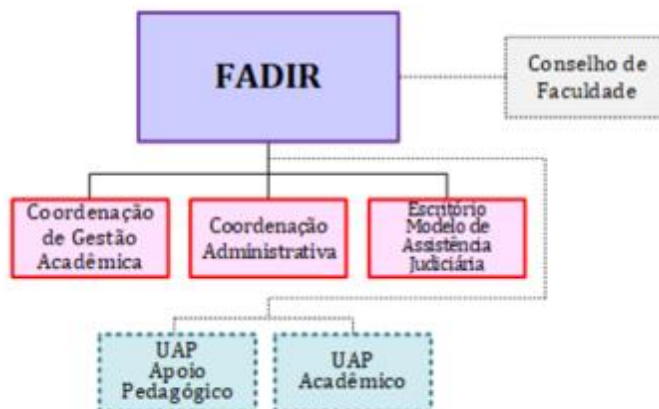 FADIR
Conselho de
Faculdade
Coordenação
de Gestão
Acadêmica
Coordenação
Administrativa
Escritório
Modelo de
Assistência
Judiciária
UAP
Apoio
Pedagógico
UAP
Acadêmico